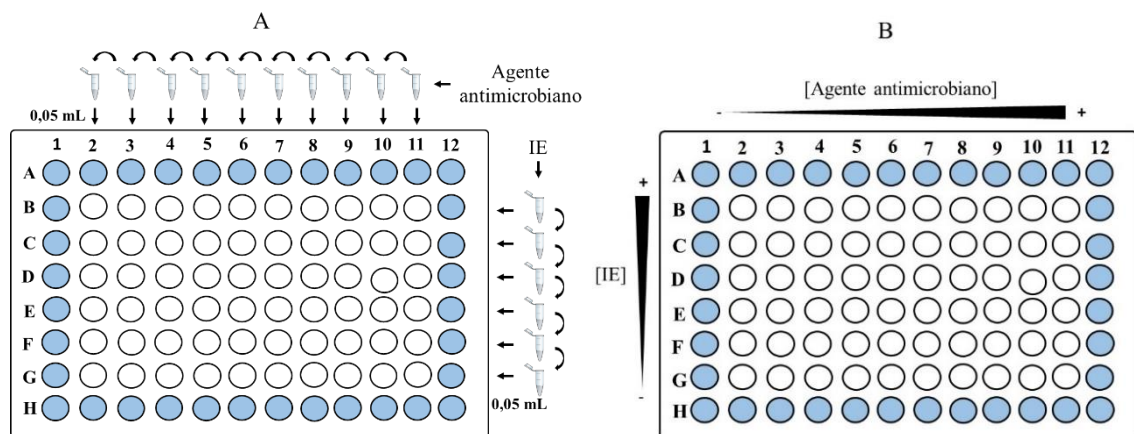 A
Agente
antimicrobiano
0,05 mL
IE
1 2 3 4 5 6 7 8 9 10 11 12
A
B
C
D
E
F
G
H
0,05 mL
B
[Agente antimicrobiano]
- +
1 2 3 4 5 6 7 8 9 10 11 12
+
[IE]
-
A
B
C
D
E
F
G
H